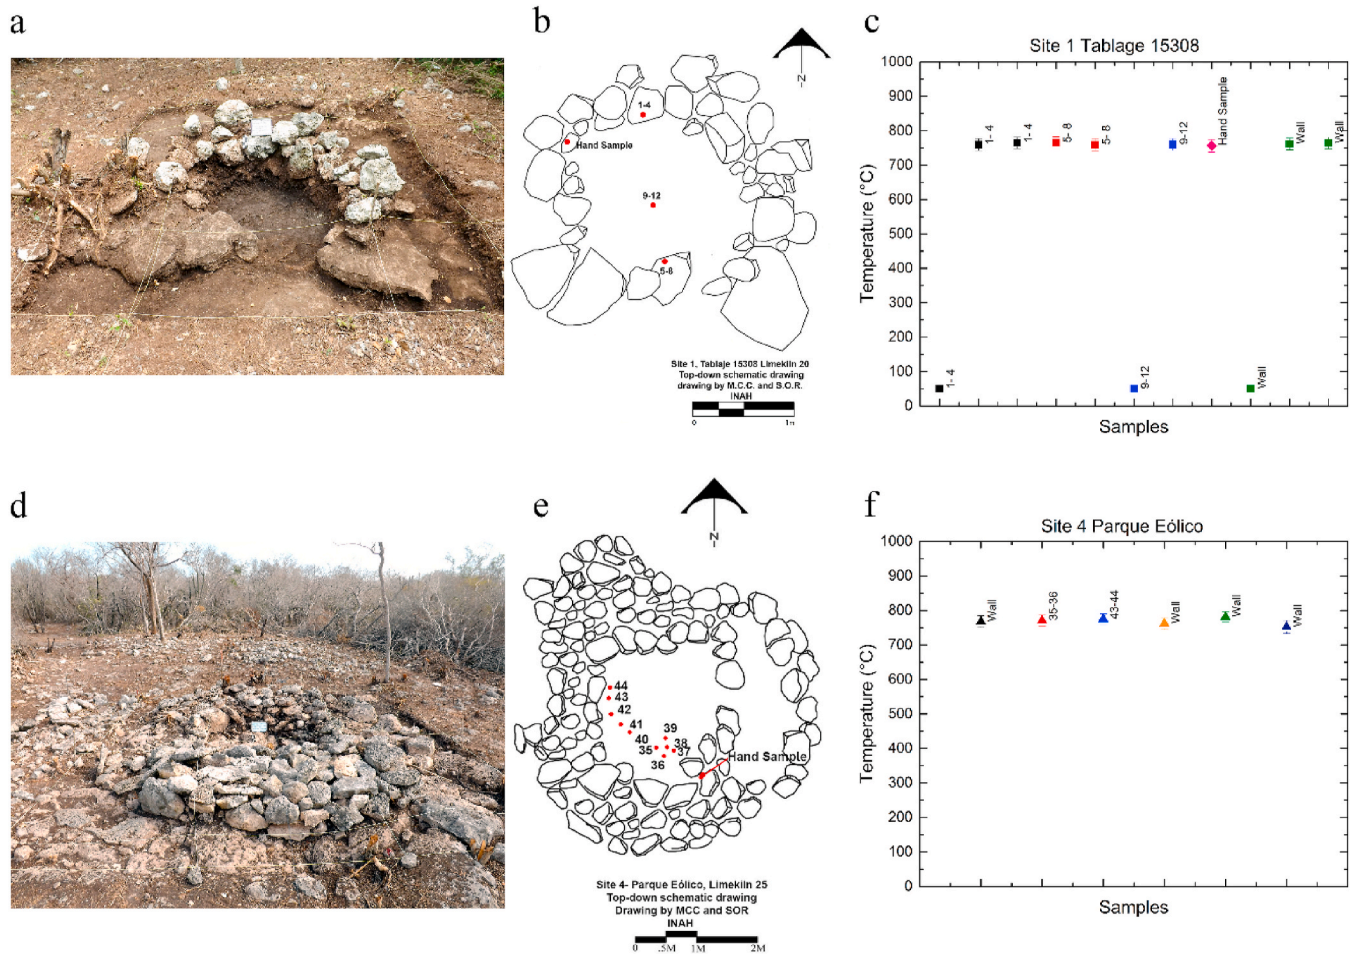 a
b
N
1-4
Hand Sample
9-12
5-8
Site 1, Tablaje 15308 Limekiln 20
Top-down schematic drawing
drawing by M.C.C. and S.O.R.
INAH
0 1m
c
Site 1 Tablage 15308
Temperature (°C)
1000
900
800
700
600
500
400
300
200
100
0
1- 4
1- 4
1- 4
5- 8
5- 8
9-12
9-12
Hand Sample
Wall
Wall
Wall
Samples
d
e
N
44
43
42
41
40
39
38
37
35
36
Hand Sample
Site 4- Parque Eólico, Limekiln 25
Top-down schematic drawing
Drawing by MCC and SOR
INAH
0 .5M 1M 2M
f
Site 4 Parque Eólico
Temperature (°C)
1000
900
800
700
600
500
400
300
200
100
0
Wall
35-36
43-44
Wall
Wall
Wall
Samples